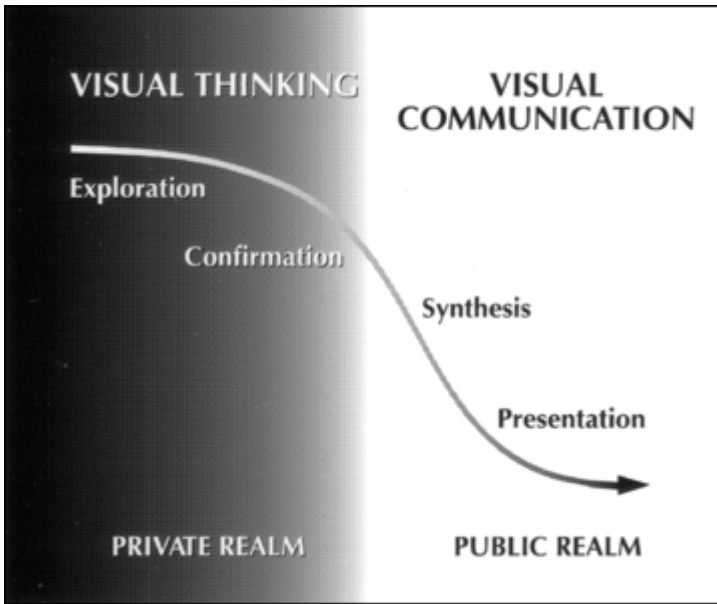 VISUAL THINKING
VISUAL
COMMUNICATION
Exploration
Confirmation
Synthesis
Presentation
PRIVATE REALM
PUBLIC REALM